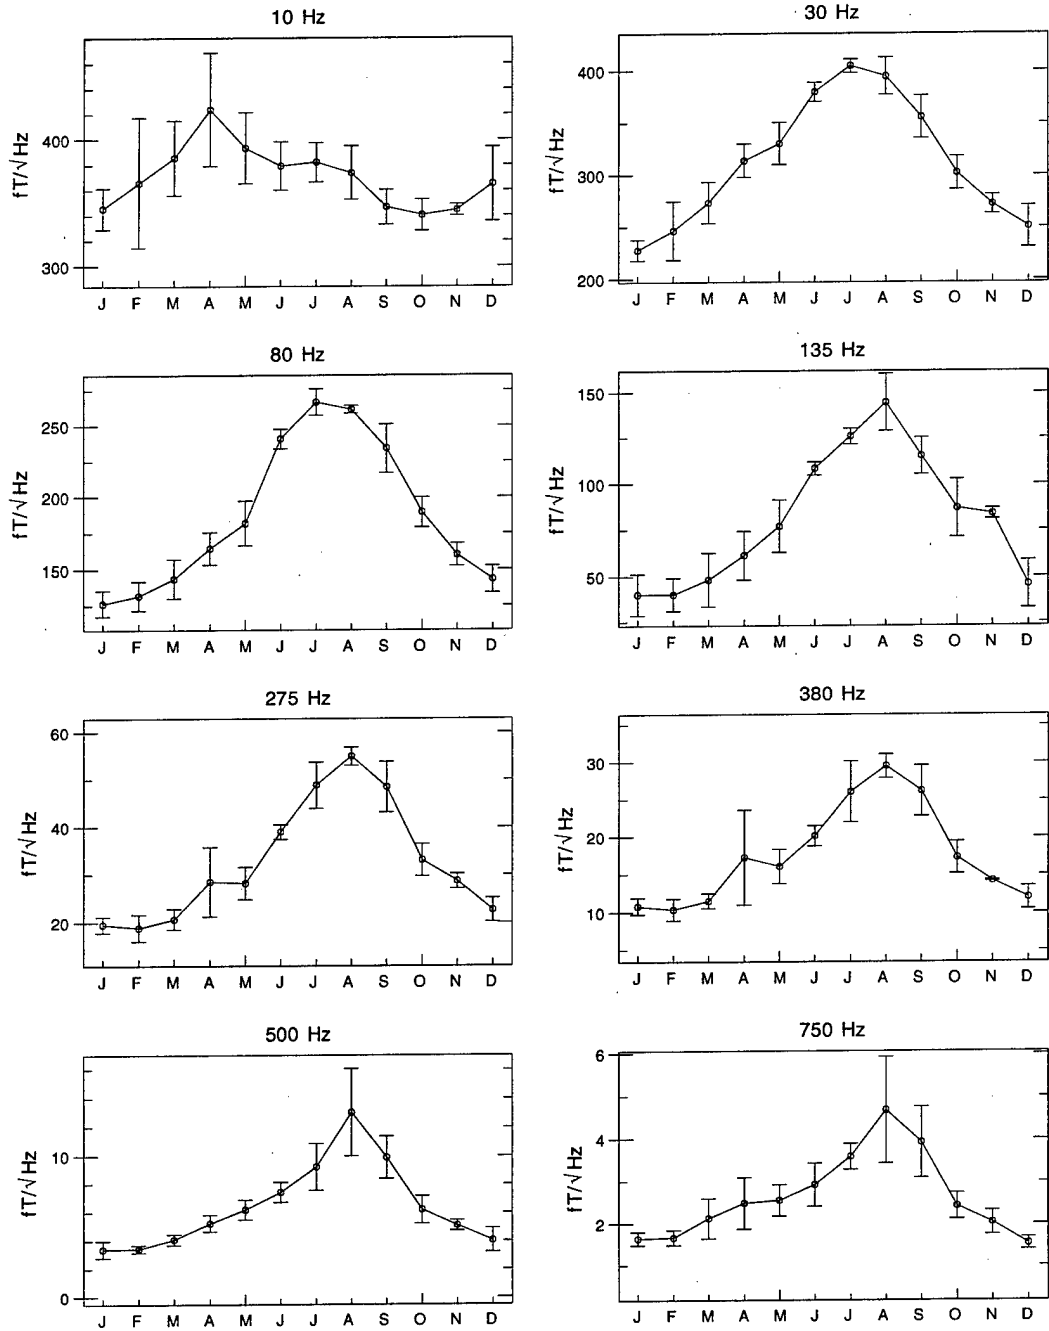 10 Hz
fT/√Hz
400
300
J F M A M J J A S O N D
30 Hz
fT/√Hz
400
300
200
J F M A M J J A S O N D
80 Hz
fT/√Hz
250
200
150
J F M A M J J A S O N D
135 Hz
fT/√Hz
150
100
50
J F M A M J J A S O N D
275 Hz
fT/√Hz
60
40
20
J F M A M J J A S O N D
380 Hz
fT/√Hz
30
20
10
J F M A M J J A S O N D
500 Hz
fT/√Hz
10
0
J F M A M J J A S O N D
750 Hz
fT/√Hz
6
4
2
J F M A M J J A S O N D